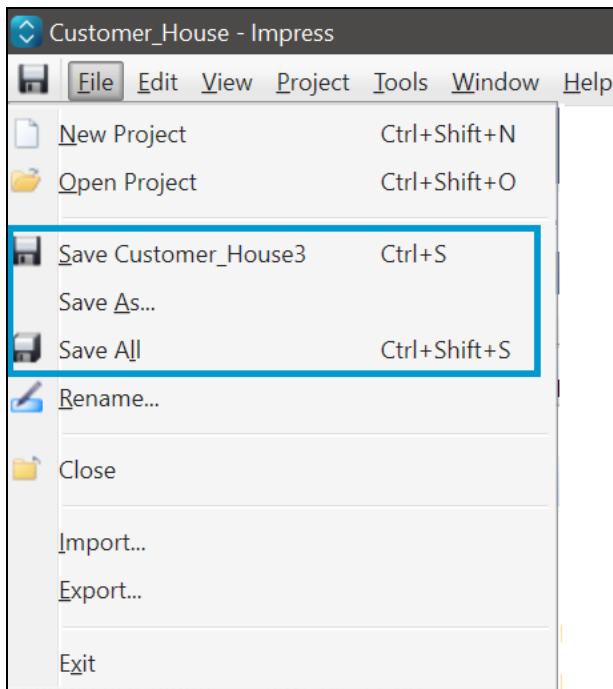 Customer_House - Impress
File Edit View Project Tools Window Help
New Project Ctrl+Shift+N
Open Project Ctrl+Shift+O
Save Customer_House3 Ctrl+S
Save As...
Save All Ctrl+Shift+S
Rename...
Close
Import...
Export...
Exit